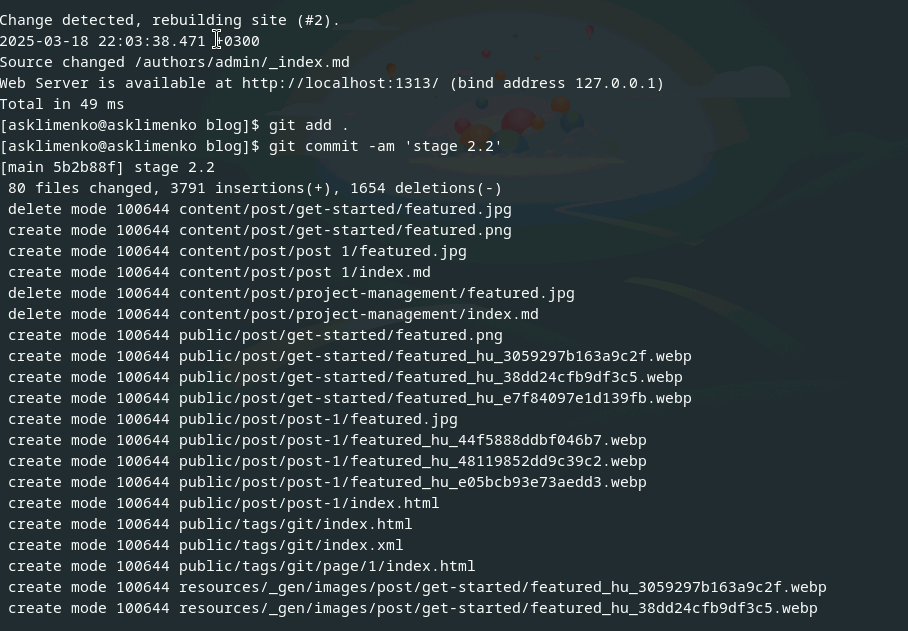 Change detected, rebuilding site (#2).
2025-03-18 22:03:38.471 +0300
Source changed /authors/admin/_index.md
Web Server is available at http://localhost:1313/ (bind address 127.0.0.1)
Total in 49 ms
[asklimenko@asklimenko blog]$ git add .
[asklimenko@asklimenko blog]$ git commit -am 'stage 2.2'
[main 5b2b88f] stage 2.2
 80 files changed, 3791 insertions(+), 1654 deletions(-)
 delete mode 100644 content/post/get-started/featured.jpg
 create mode 100644 content/post/get-started/featured.png
 create mode 100644 content/post/post 1/featured.jpg
 create mode 100644 content/post/post 1/index.md
 delete mode 100644 content/post/project-management/featured.jpg
 delete mode 100644 content/post/project-management/index.md
 create mode 100644 public/post/get-started/featured.png
 create mode 100644 public/post/get-started/featured_hu_3059297b163a9c2f.webp
 create mode 100644 public/post/get-started/featured_hu_38dd24cfb9df3c5.webp
 create mode 100644 public/post/get-started/featured_hu_e7f84097e1d139fb.webp
 create mode 100644 public/post/post-1/featured.jpg
 create mode 100644 public/post/post-1/featured_hu_44f5888ddbf046b7.webp
 create mode 100644 public/post/post-1/featured_hu_48119852dd9c39c2.webp
 create mode 100644 public/post/post-1/featured_hu_e05bcb93e73aedd3.webp
 create mode 100644 public/post/post-1/index.html
 create mode 100644 public/tags/git/index.html
 create mode 100644 public/tags/git/index.xml
 create mode 100644 public/tags/git/page/1/index.html
 create mode 100644 resources/_gen/images/post/get-started/featured_hu_3059297b163a9c2f.webp
 create mode 100644 resources/_gen/images/post/get-started/featured_hu_38dd24cfb9df3c5.webp